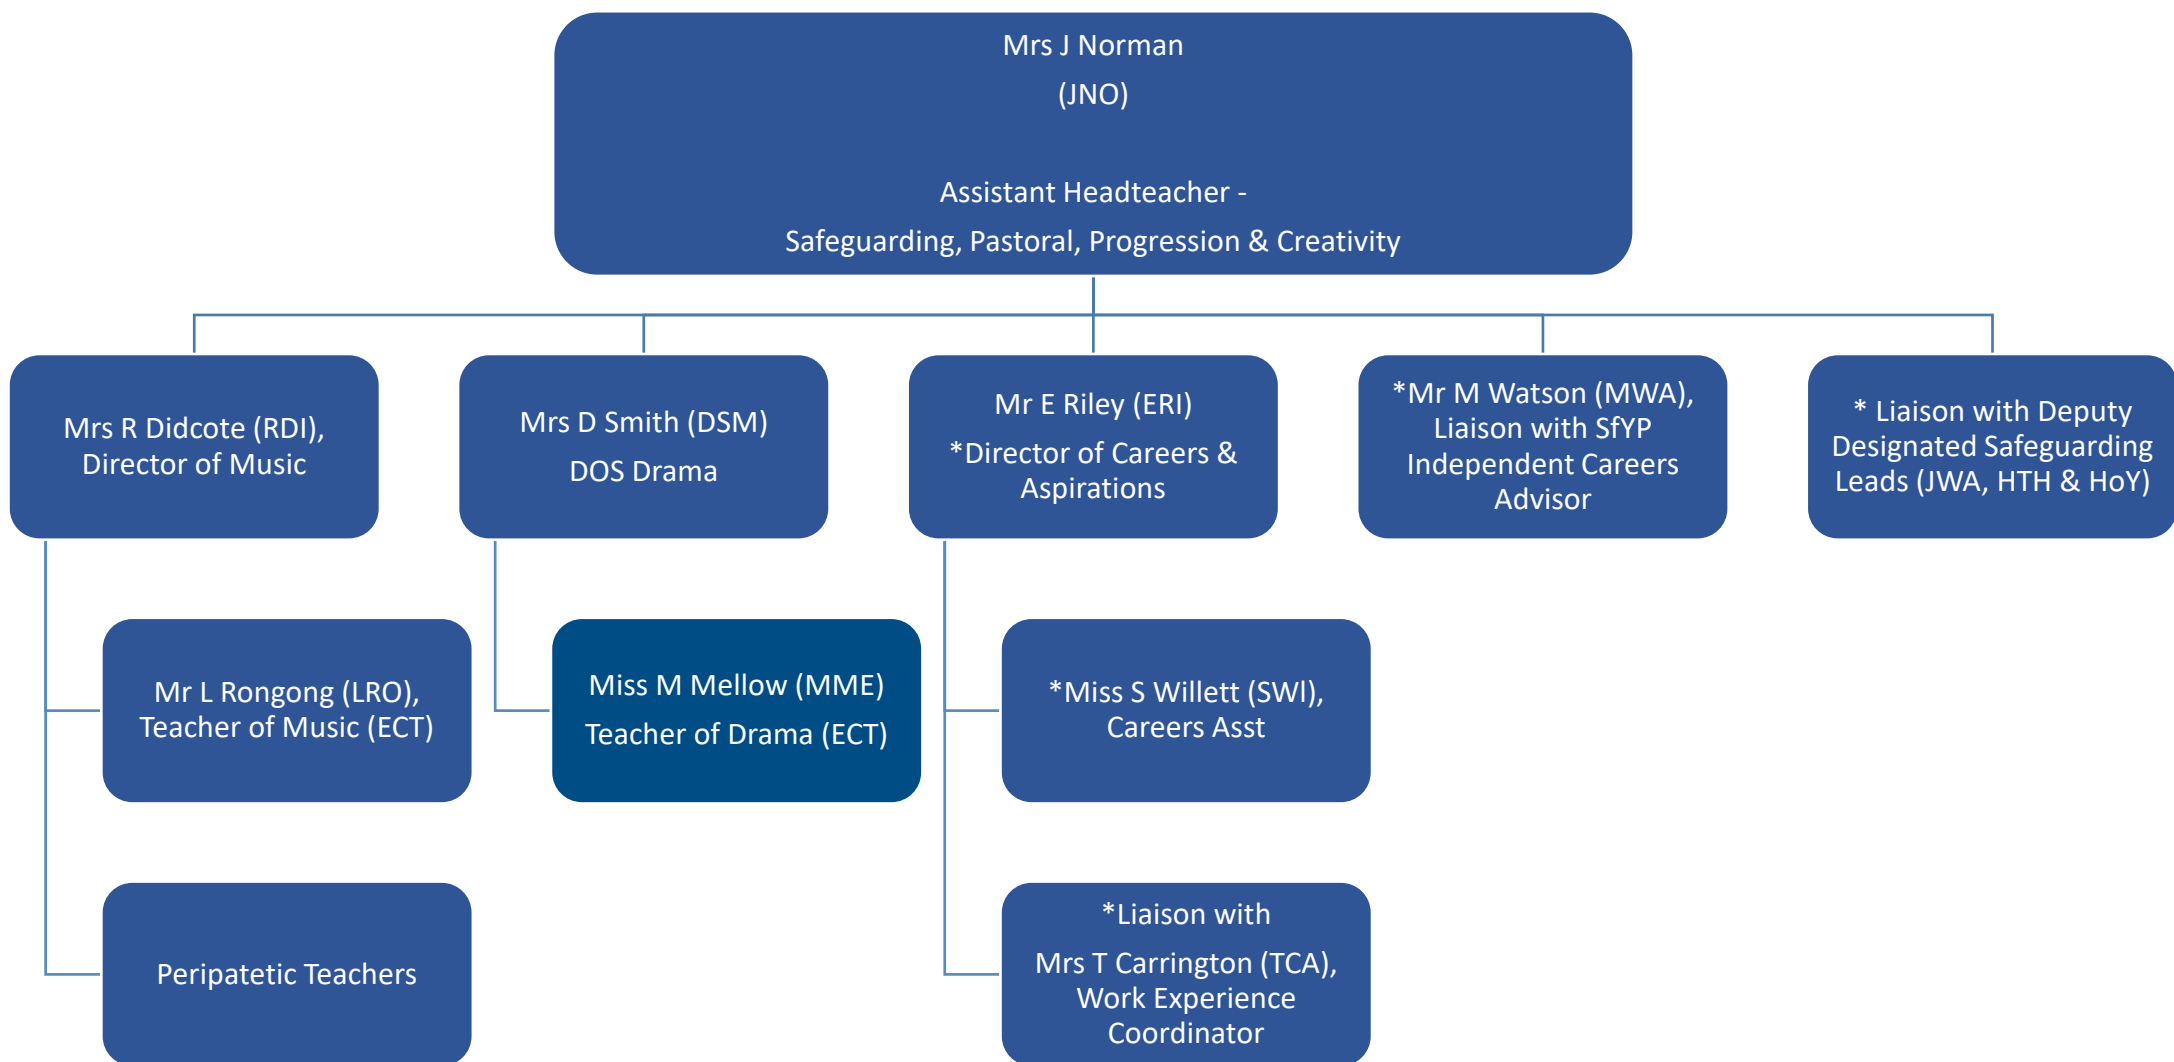 Mrs J Norman
(JNO)
Assistant Headteacher -
Safeguarding, Pastoral, Progression & Creativity
Mrs R Didcote (RDI),
Director of Music
Mrs D Smith (DSM)
DOS Drama
Mr E Riley (ERI)
*Director of Careers &
Aspirations
*Mr M Watson (MWA),
Liaison with SfYP
Independent Careers
Advisor
* Liaison with Deputy
Designated Safeguarding
Leads (JWA, HTH & HoY)
Mr L Rongong (LRO),
Teacher of Music (ECT)
Miss M Mellow (MME)
Teacher of Drama (ECT)
*Miss S Willett (SWl),
Careers Asst
Peripatetic Teachers
*Liaison with
Mrs T Carrington (TCA),
Work Experience
Coordinator